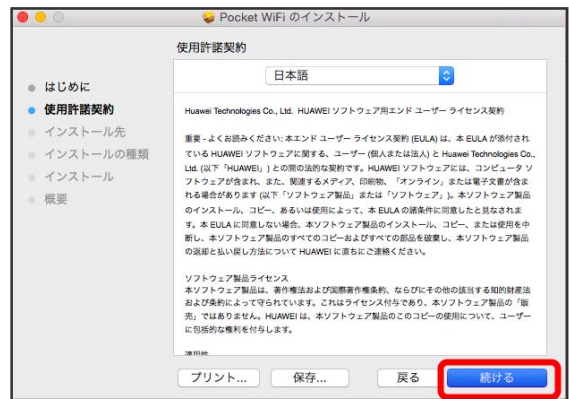 Pocket WiFi のインストール
使用許諾契約
日本語
はじめに
使用許諾契約
インストール先
インストールの種類
インストール
概要
Huawei Technologies Co., Ltd. HUAWEI ソフトウェア用エンド ユーザー ライセンス契約
重要 - よくお読みください: 本エンド ユーザー ライセンス契約 (EULA) は、本 EULA が添付され
ている HUAWEI ソフトウェアに関する、ユーザー (個人または法人) と Huawei Technologies Co.,
Ltd. (以下「HUAWEI」) との間の法的な契約です。HUAWEI ソフトウェアには、コンピュータ ソ
フトウェアが含まれ、また、関連するメディア、印刷物、「オンライン」または電子文書が含ま
れる場合があります (以下「ソフトウェア製品」または「ソフトウェア」)。本ソフトウェア製品
のインストール、コピー、あるいは使用によって、本 EULA の諸条件に同意したと見なされま
す。本 EULA に同意しない場合、本ソフトウェア製品のインストール、コピー、または使用を中
断し、本ソフトウェア製品のすべてのコピーおよびすべての部品を破棄し、本ソフトウェア製品
の返却と払い戻し方法について HUAWEI に直ちにご連絡ください。
ソフトウェア製品ライセンス
本ソフトウェア製品は、著作権法および国際著作権条約、ならびにその他の該当する知的財産法
および条約によって守られています。これはライセンス付与であり、本ソフトウェア製品の「販
売」ではありません。HUAWEI は、本ソフトウェア製品のこのコピーの使用について、ユーザー
に包括的な権利を付与します。
プリント...
保存...
戻る
続ける